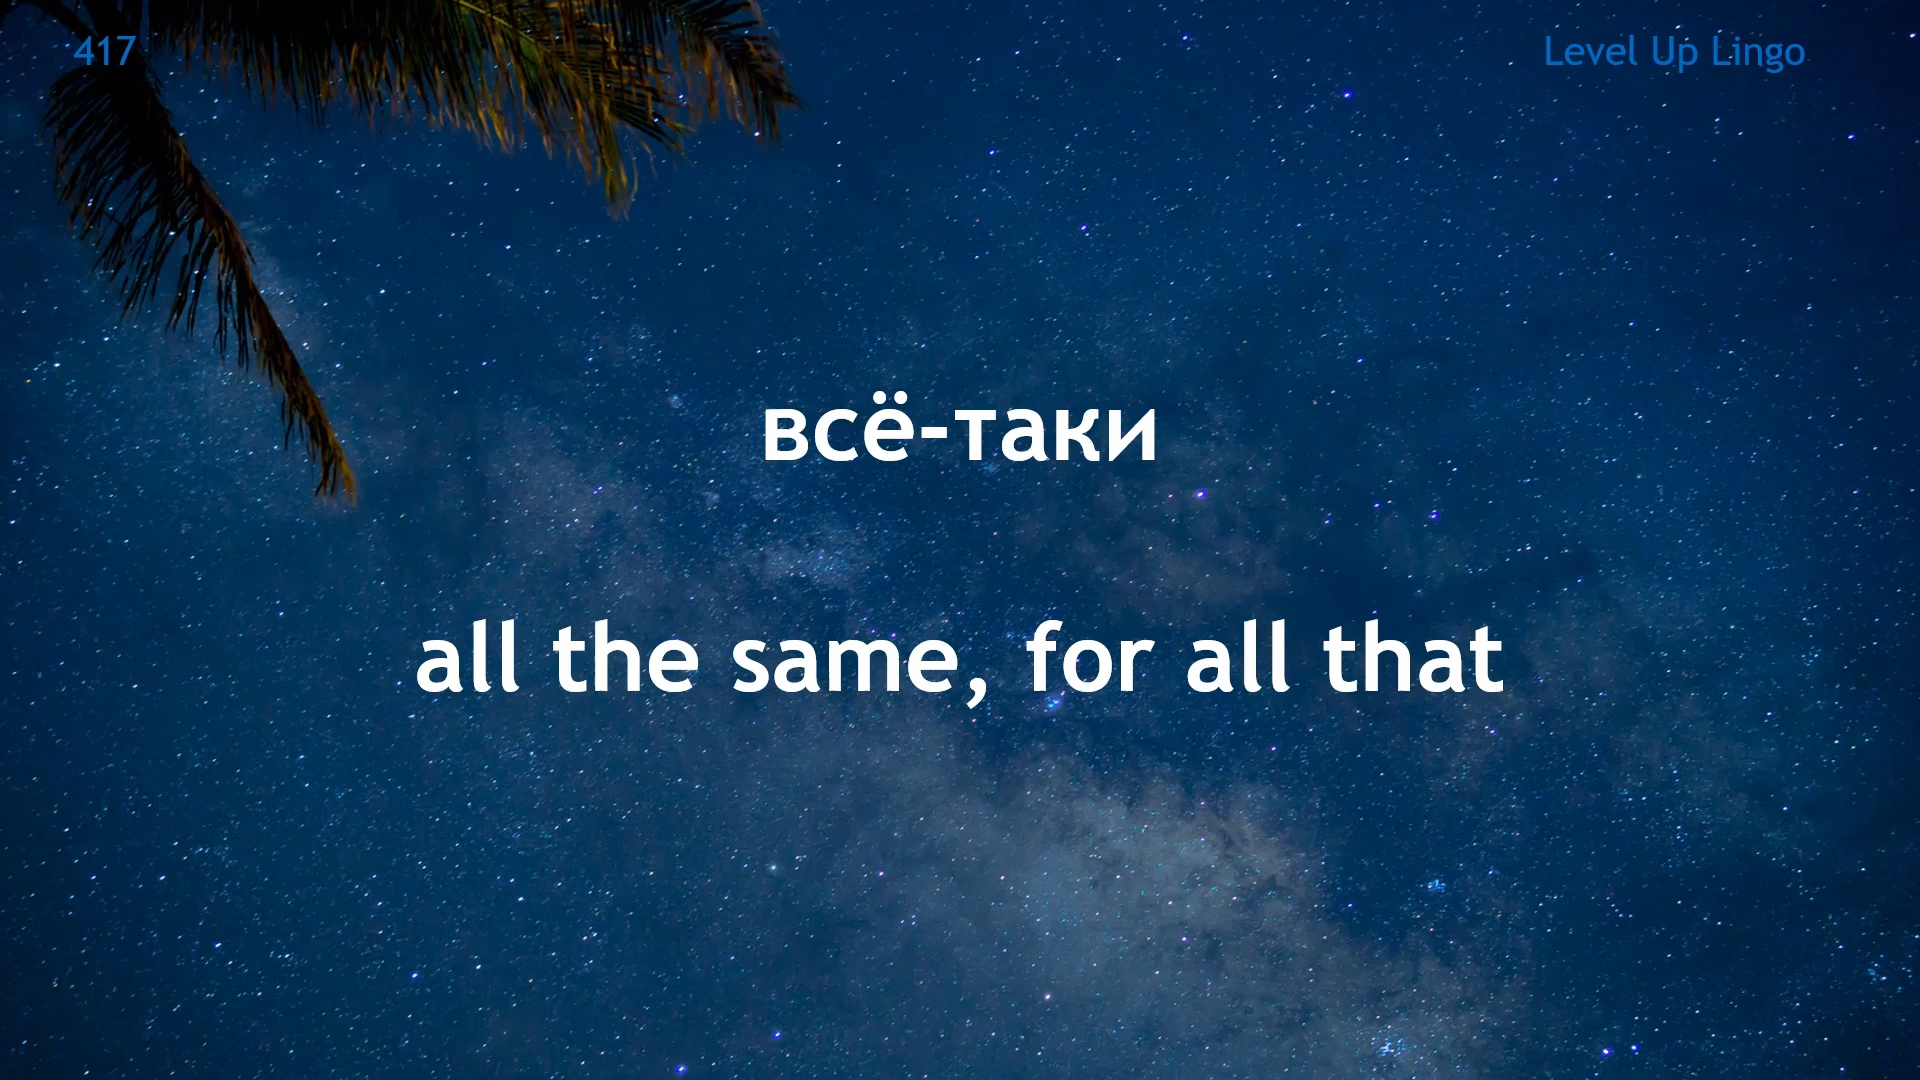 417
Level Up Lingo
всё-таки
all the same, for all that